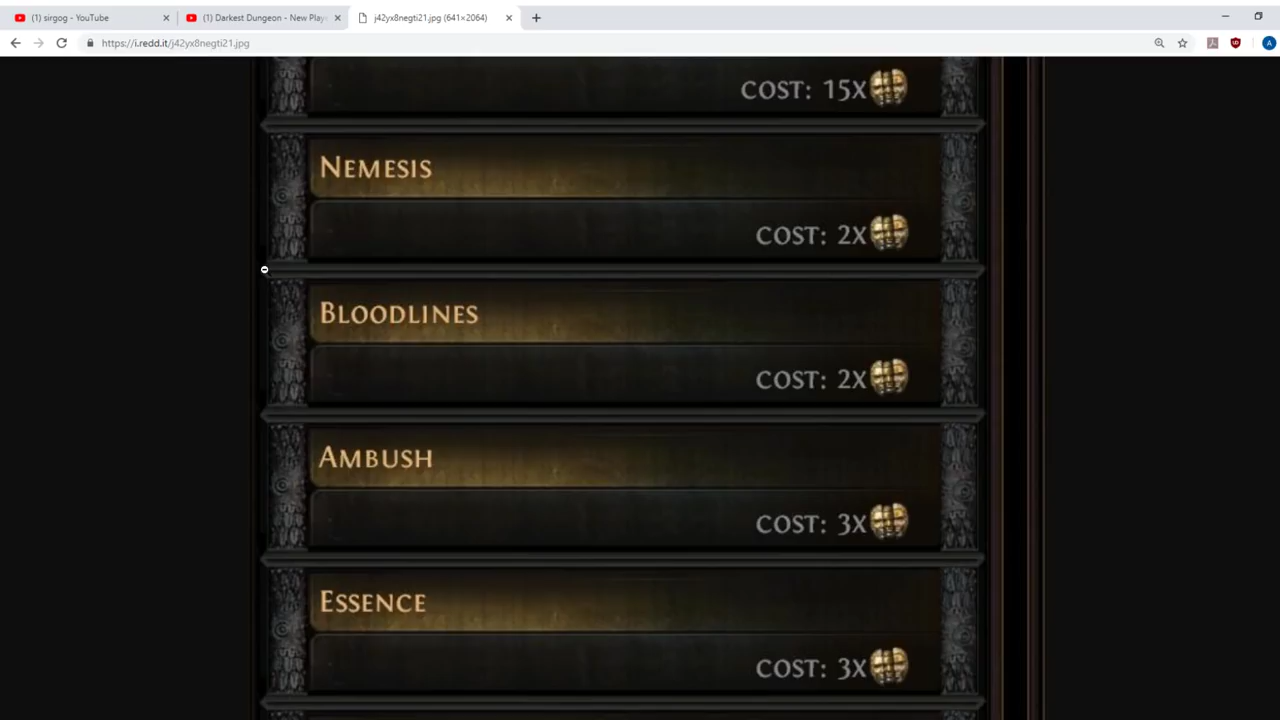 (1) sirgog - YouTube
(1) Darkest Dungeon - New Playe
j42yx8negti21.jpg (641×2064)
https://i.redd.it/j42yx8negti21.jpg
A
COST: 15X
NEMESIS
COST: 2X
BLOODLINES
COST: 2X
AMBUSH
COST: 3X
ESSENCE
COST: 3X